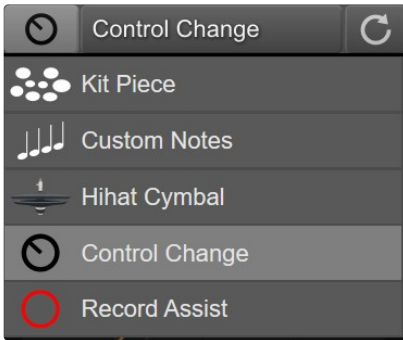 Control Change
Kit Piece
Custom Notes
Hihat Cymbal
Control Change
Record Assist